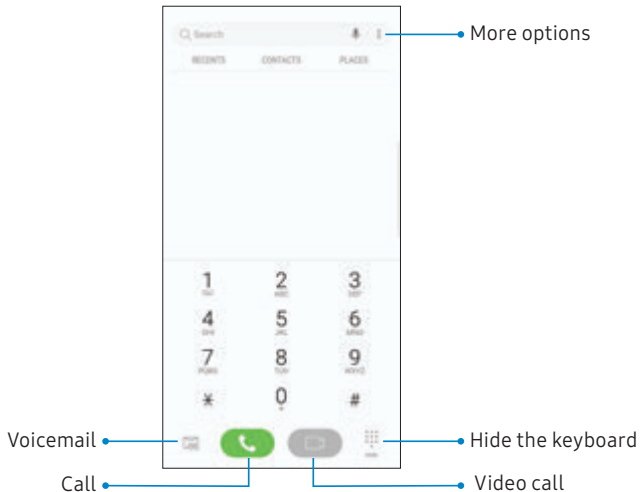 More options
Search
RECENTS CONTACTS PLACES
1 2 3
ABC DEF
4 5 6
GHI JKL MNO
7 8 9
PQRS TUV WXYZ
* 0 #
+
Voicemail
Hide the keyboard
Call
Video call